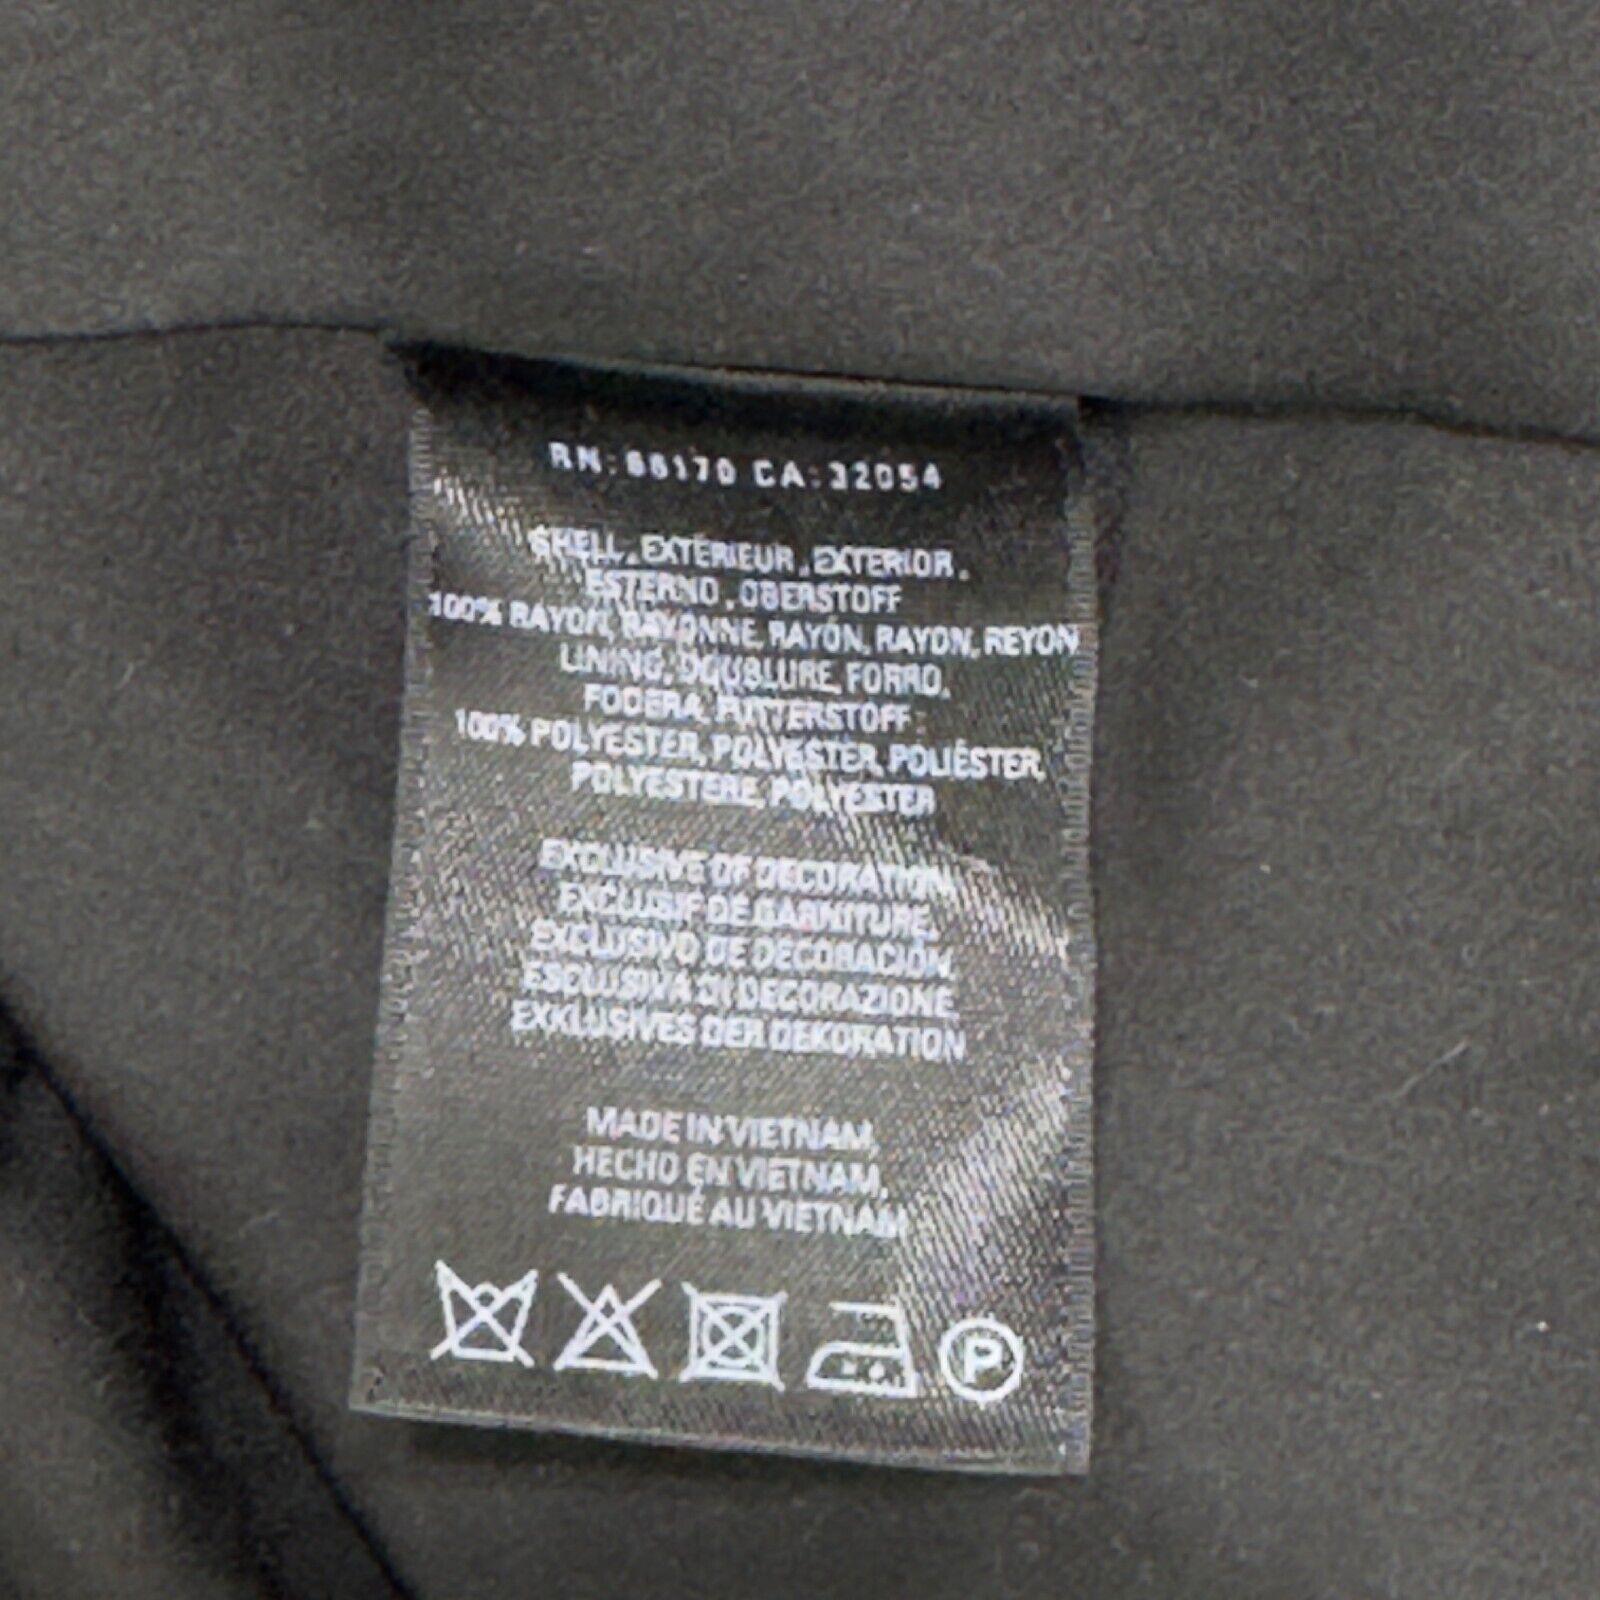 RN: 66170 CA: 32054
SHELL, EXTÉRIEUR, EXTERIOR,
ESTERNO, OBERSTOFF
100% RAYON, RAYONNE, RAYÓN, RAYON, REYON
LINING, DOUBLURE, FORRO,
FODERA, FUTTERSTOFF:
100% POLYESTER, POLYESTER, POLIÉSTER,
POLYESTERE, POLYESTER
EXCLUSIVE OF DECORATION,
EXCLUSIF DE GARNITURE,
EXCLUSIVO DE DECORACIÓN,
ESCLUSIVA DI DECORAZIONE
EXKLUSIVES DER DEKORATION
MADE IN VIETNAM,
HECHO EN VIETNAM,
FABRIQUÉ AU VIETNAM
P